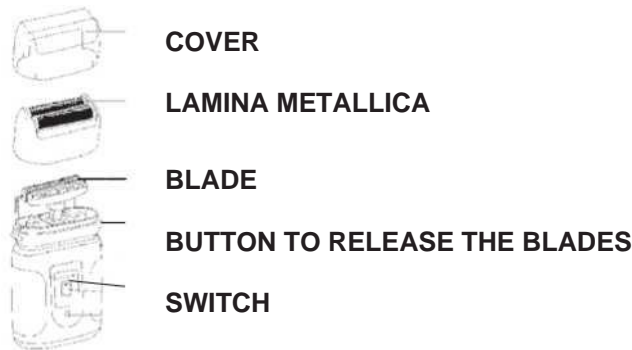 COVER
LAMINA METALLICA
BLADE
BUTTON TO RELEASE THE BLADES
SWITCH